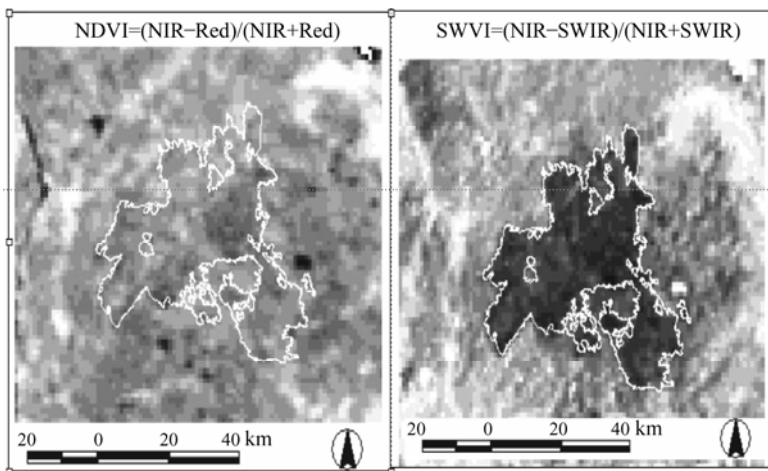 NDVI=(NIR−Red)/(NIR+Red)
SWVI=(NIR−SWIR)/(NIR+SWIR)
20 0 20 40 km
20 0 20 40 km